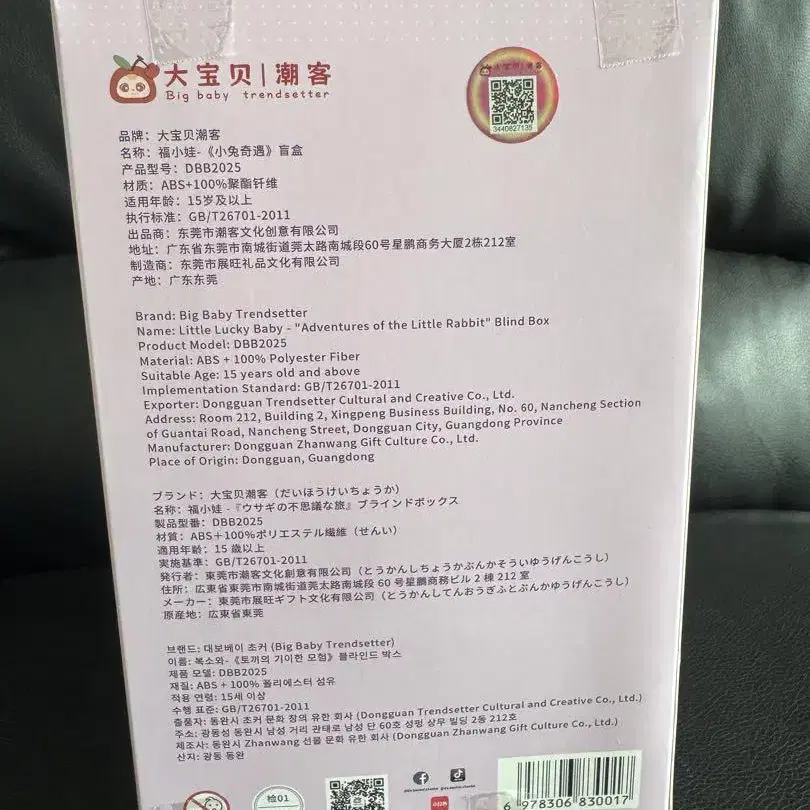 大宝贝|潮客
Big baby trendsetter
大宝贝|潮客
3440827135
品牌：大宝贝潮客
名称：福小娃-《小兔奇遇》盲盒
产品型号：DBB2025
材质：ABS+100%聚酯钎维
适用年龄：15岁及以上
执行标准：GB/T26701-2011
出品商：东莞市潮客文化创意有限公司
地址：广东省东莞市南城街道莞太路南城段60号星鹏商务大厦2栋212室
制造商：东莞市展旺礼品文化有限公司
产地：广东东莞
Brand: Big Baby Trendsetter
Name: Little Lucky Baby - "Adventures of the Little Rabbit" Blind Box
Product Model: DBB2025
Material: ABS + 100% Polyester Fiber
Suitable Age: 15 years old and above
Implementation Standard: GB/T26701-2011
Exporter: Dongguan Trendsetter Cultural and Creative Co., Ltd.
Address: Room 212, Building 2, Xingpeng Business Building, No. 60, Nancheng Section
of Guantai Road, Nancheng Street, Dongguan City, Guangdong Province
Manufacturer: Dongguan Zhanwang Gift Culture Co., Ltd.
Place of Origin: Dongguan, Guangdong
ブランド：大宝贝潮客（だいほうけいちょうか）
名称：福小娃 -『ウサギの不思議な旅』ブラインドボックス
製品型番：DBB2025
材質：ABS＋100％ポリエステル繊維（せんい）
適用年齢：15 歳以上
実施基準：GB/T26701-2011
発行者：東莞市潮客文化創意有限公司（とうかんしちょうかぶんかそういゆうげんこうし）
住所：広東省東莞市南城街道莞太路南城段 60 号星鵬商務ビル 2 棟 212 室
メーカー：東莞市展旺ギフト文化有限公司（とうかんしてんおうぎふとぶんかゆうげんこうし）
原産地：広東省東莞
브랜드: 대보베이 초커 (Big Baby Trendsetter)
이름: 복소와-《토끼의 기이한 모험》블라인드 박스
제품 모델: DBB2025
재질: ABS + 100% 폴리에스터 섬유
적용 연령: 15세 이상
수행 표준: GB/T26701-2011
출품자: 동완시 초커 문화 창의 유한 회사 (Dongguan Trendsetter Cultural and Creative Co., Ltd.)
주소: 광동성 동완시 남성 거리 관태로 남성 단 60호 성펑 상무 빌딩 2동 212호
제조사: 동완시 Zhanwang 선물 문화 유한 회사 (Dongguan Zhanwang Gift Culture Co., Ltd.)
산지: 광동 동완
检01
小红书
6 978306 830017